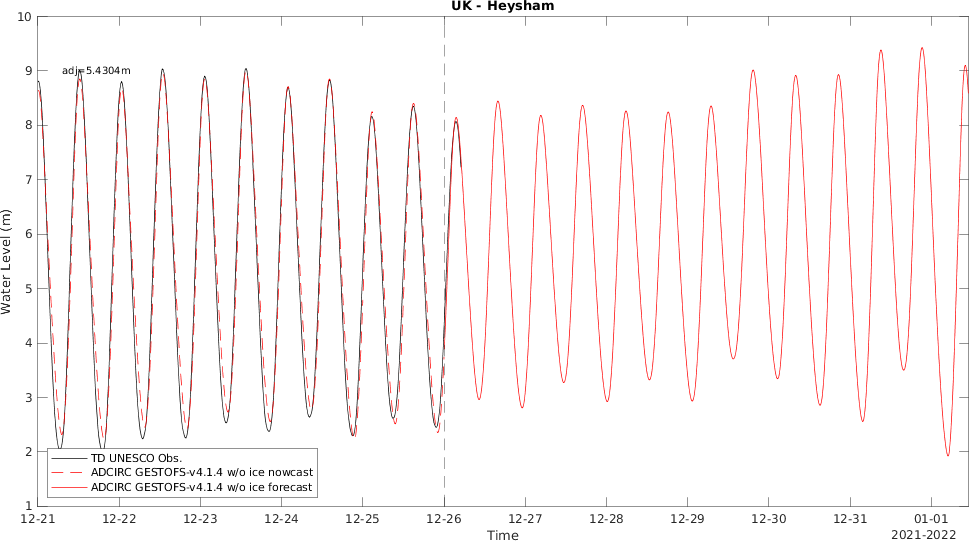 UK - Heysham
10
9
8
7
6
5
4
3
2
1
Water Level (m)
adj=5.4304m
TD UNESCO Obs.
ADCIRC GESTOFS-v4.1.4 w/o ice nowcast
ADCIRC GESTOFS-v4.1.4 w/o ice forecast
12-21 12-22 12-23 12-24 12-25 12-26 12-27 12-28 12-29 12-30 12-31 01-01
Time
2021-2022